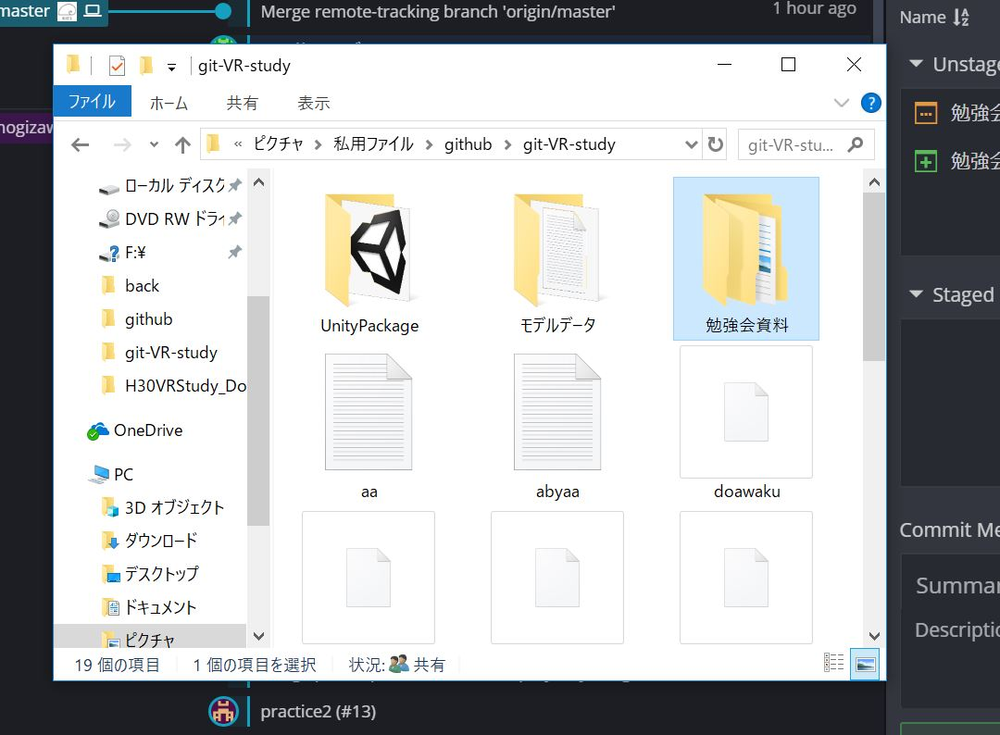 master
Merge remote-tracking branch 'origin/master'
1 hour ago
Name
git-VR-study
ファイル
ホーム
共有
表示
?
« ピクチャ > 私用ファイル > github > git-VR-study
git-VR-stu...
Unstage
勉強会
勉強会
Staged
Commit Me
Summar
Descriptio
nogizaw
ローカル ディスク
DVD RW ドライ
F:¥
back
github
git-VR-study
H30VRStudy_Do
OneDrive
PC
3D オブジェクト
ダウンロード
デスクトップ
ドキュメント
ピクチャ
UnityPackage
モデルデータ
勉強会資料
aa
abyaa
doawaku
19 個の項目
1 個の項目を選択
状況: 共有
practice2 (#13)